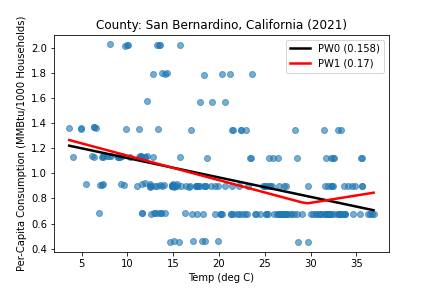 County: San Bernardino, California (2021)
Per-Capita Consumption (MMBtu/1000 Households)
2.0
1.8
1.6
1.4
1.2
1.0
0.8
0.6
0.4
PW0 (0.158)
PW1 (0.17)
5 10 15 20 25 30 35
Temp (deg C)